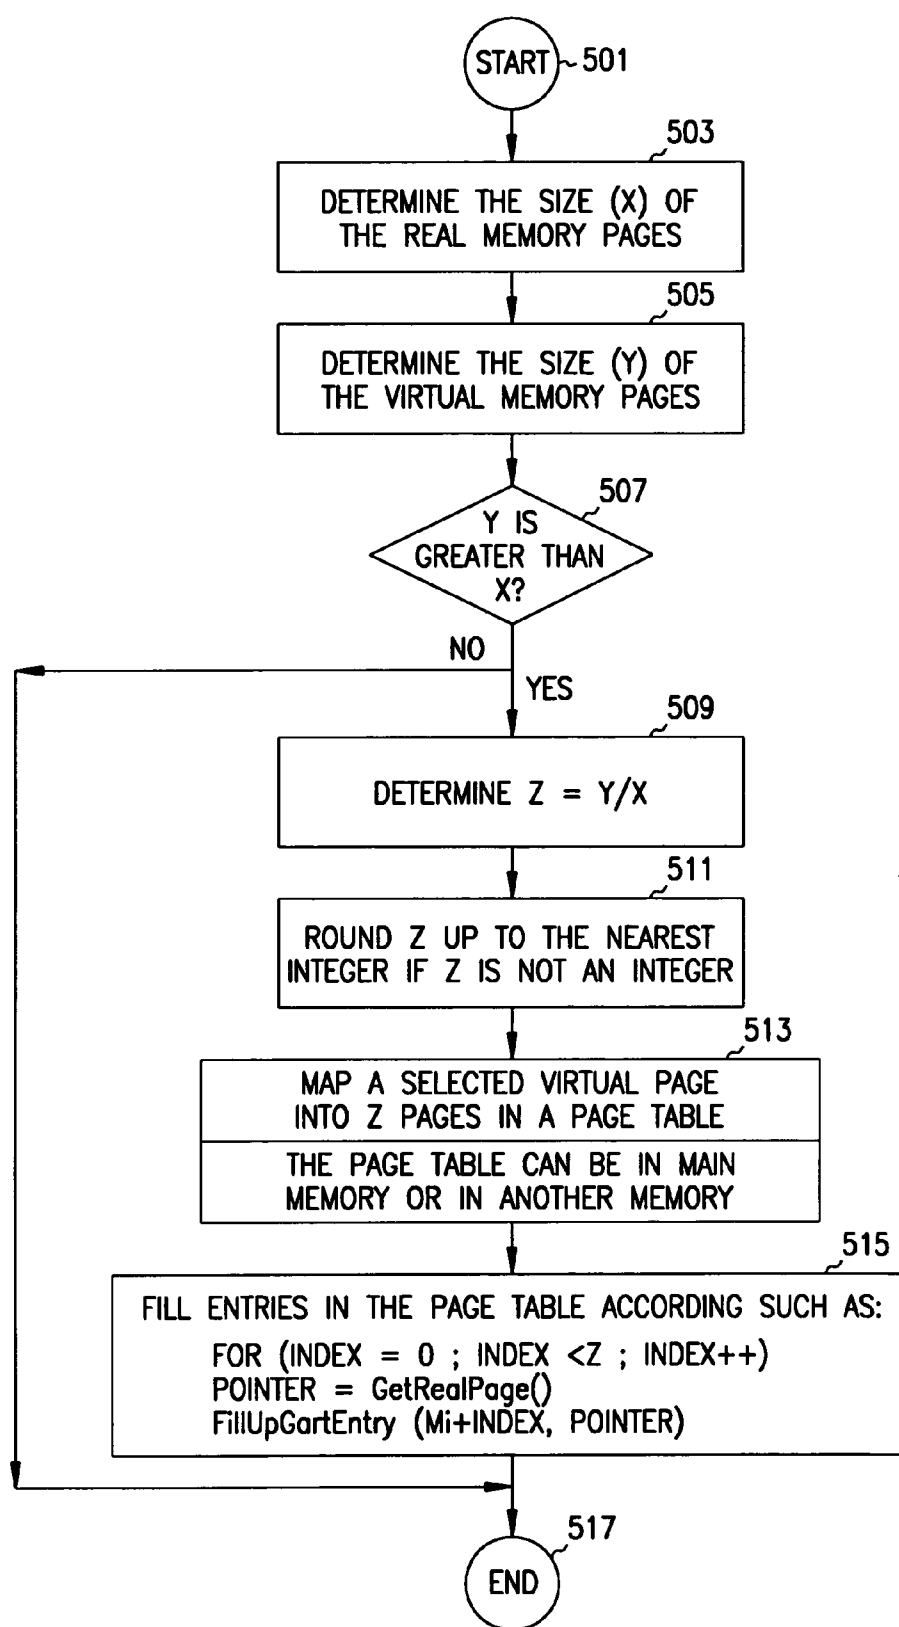 START
501
503
DETERMINE THE SIZE (X) OF
THE REAL MEMORY PAGES
505
DETERMINE THE SIZE (Y) OF
THE VIRTUAL MEMORY PAGES
507
Y IS
GREATER THAN
X?
NO
YES
509
DETERMINE Z = Y/X
511
ROUND Z UP TO THE NEAREST
INTEGER IF Z IS NOT AN INTEGER
513
MAP A SELECTED VIRTUAL PAGE
INTO Z PAGES IN A PAGE TABLE
THE PAGE TABLE CAN BE IN MAIN
MEMORY OR IN ANOTHER MEMORY
515
FILL ENTRIES IN THE PAGE TABLE ACCORDING SUCH AS:
FOR (INDEX = 0 ; INDEX <Z ; INDEX++)
POINTER = GetRealPage()
FillUpGartEntry (Mi+INDEX, POINTER)
517
END